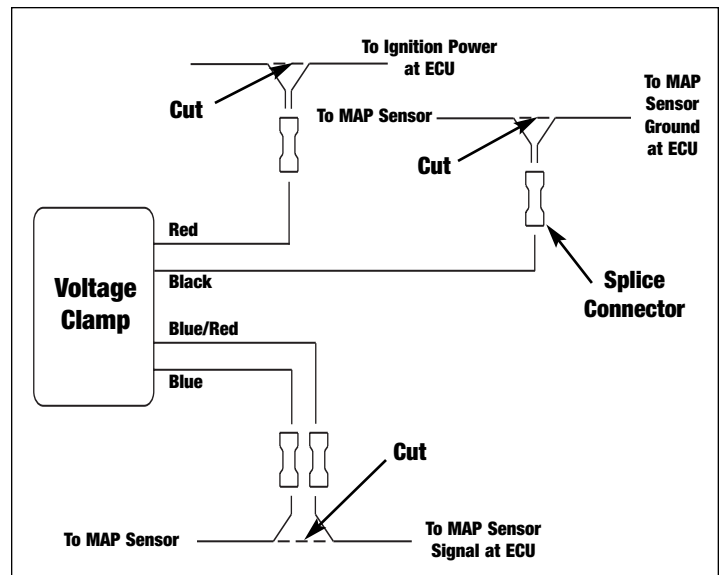 To Ignition Power
at ECU
Cut
To MAP Sensor
To MAP
Sensor
Ground
at ECU
Cut
Red
Black
Voltage
Clamp
Splice
Connector
Blue/Red
Blue
Cut
To MAP Sensor
To MAP Sensor
Signal at ECU